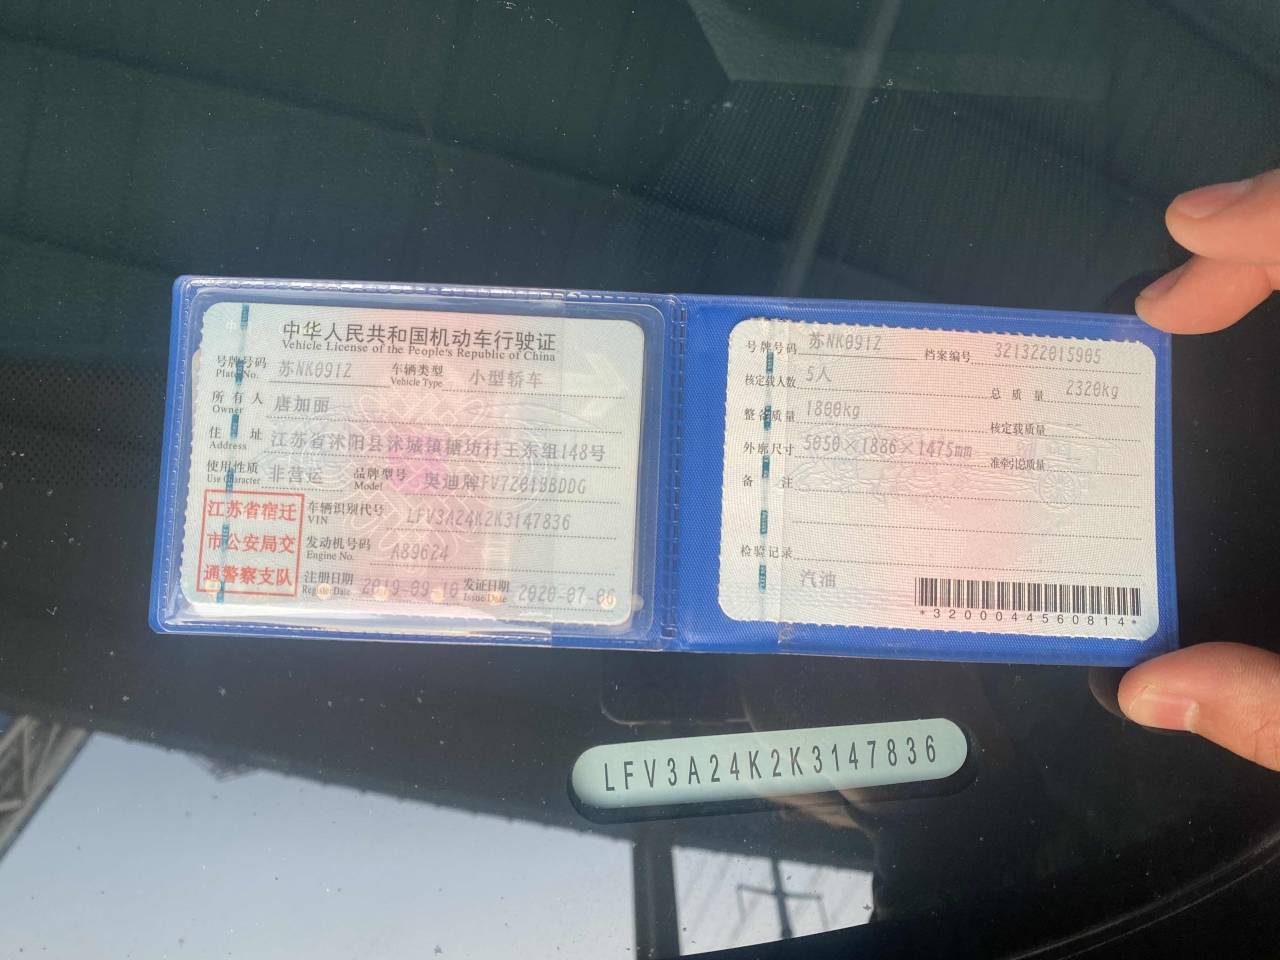 中华人民共和国机动车行驶证
Vehicle License of the People's Republic of China
号牌号码 苏NK091Z 车辆类型 小型轿车
Plate No. Vehicle Type
所有人 唐加丽
Owner
住址 江苏省沭阳县沭城镇塘坊村王东组148号
Address
使用性质 非营运 品牌型号 奥迪牌FV7201BBDDG
Use Character Model
江苏省宿迁
市公安局交
通警察支队
车辆识别代号 LFV3A24K2K3147836
VIN
发动机号码 A89624
Engine No.
注册日期 2019-09-10 发证日期 2020-07-06
Register Date Issue Date
号牌号码 苏NK091Z 档案编号 321322015905
核定载人数 5人 总质量 2320kg
整备质量 1800kg 核定载质量 --
外廓尺寸 5050×1886×1475mm 准牵引总质量 --
备注
检验记录
汽油
*3200044560814*
LFV3A24K2K3147836